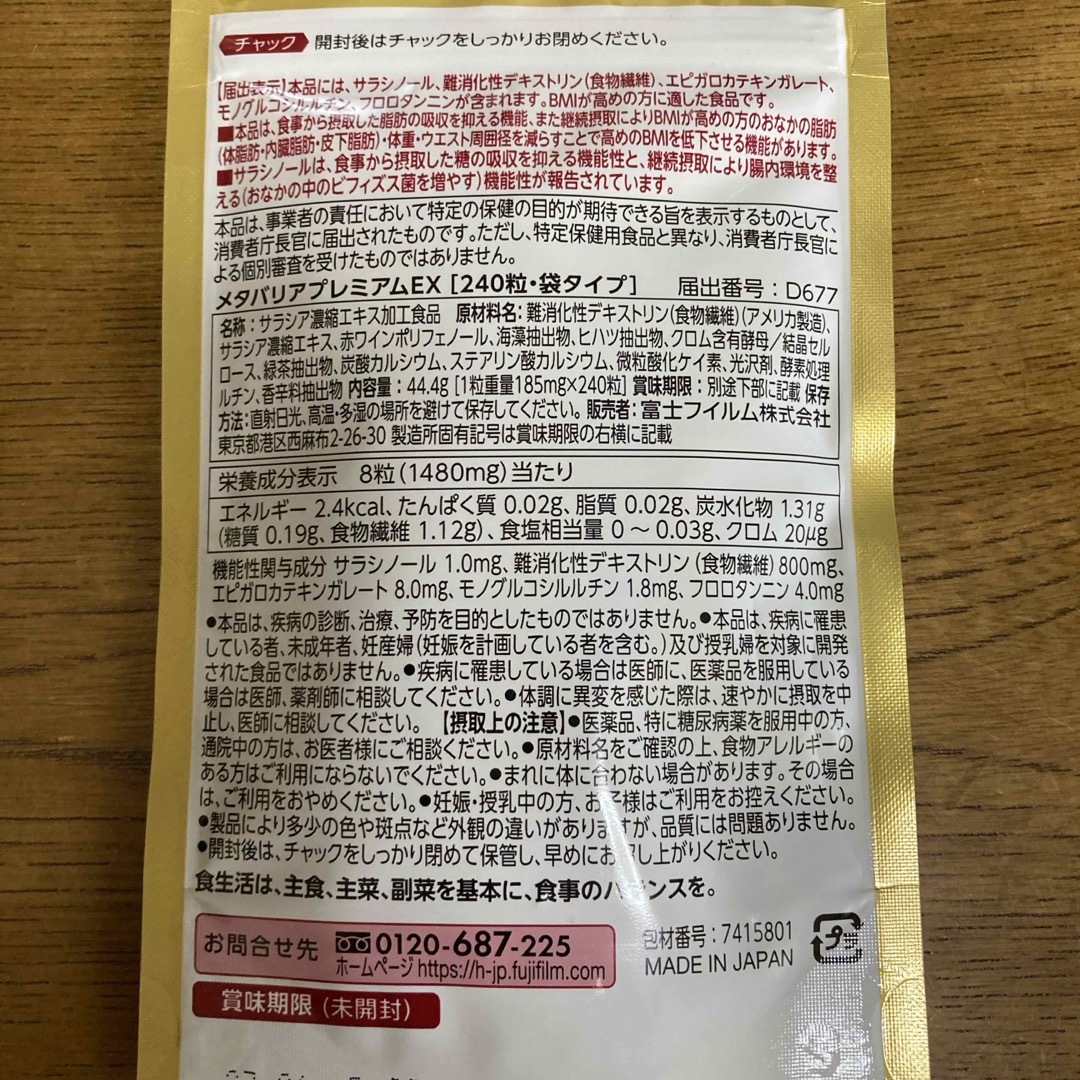 チャック 開封後はチャックをしっかりお閉めください。
【届出表示】本品には、サラシノール、難消化性デキストリン(食物繊維)、エピガロカテキンガレート、
モノグルコシルルチン、フロロタンニンが含まれます。BMIが高めの方に適した食品です。
■本品は、食事から摂取した脂肪の吸収を抑える機能、また継続摂取によりBMIが高めの方のおなかの脂肪
(体脂肪・内臓脂肪・皮下脂肪)・体重・ウエスト周囲径を減らすことで高めのBMIを低下させる機能があります。
■サラシノールは、食事から摂取した糖の吸収を抑える機能性と、継続摂取により腸内環境を整
える(おなかの中のビフィズス菌を増やす)機能性が報告されています。
本品は、事業者の責任において特定の保健の目的が期待できる旨を表示するものとして、
消費者庁長官に届出されたものです。ただし、特定保健用食品と異なり、消費者庁長官に
よる個別審査を受けたものではありません。
メタバリアプレミアムEX [240粒・袋タイプ] 届出番号:D677
名称:サラシア濃縮エキス加工食品 原材料名:難消化性デキストリン(食物繊維)(アメリカ製造)、
サラシア濃縮エキス、赤ワインポリフェノール、海藻抽出物、ヒハツ抽出物、クロム含有酵母/結晶セル
ロース、緑茶抽出物、炭酸カルシウム、ステアリン酸カルシウム、微粒酸化ケイ素、光沢剤、酵素処理
ルチン、香辛料抽出物 内容量:44.4g [1粒重量185mg×240粒] 賞味期限:別途下部に記載 保存
方法:直射日光、高温・多湿の場所を避けて保存してください。 販売者:富士フイルム株式会社
東京都港区西麻布2-26-30 製造所固有記号は賞味期限の右横に記載
栄養成分表示 8粒(1480mg)当たり
エネルギー 2.4kcal、たんぱく質 0.02g、脂質 0.02g、炭水化物 1.31g
(糖質 0.19g、食物繊維 1.12g)、食塩相当量 0~0.03g、クロム 20μg
機能性関与成分 サラシノール 1.0mg、難消化性デキストリン(食物繊維)800mg、
エピガロカテキンガレート 8.0mg、モノグルコシルルチン 1.8mg、フロロタンニン 4.0mg
●本品は、疾病の診断、治療、予防を目的としたものではありません。●本品は、疾病に罹患
している者、未成年者、妊産婦(妊娠を計画している者を含む。)及び授乳婦を対象に開発
された食品ではありません。●疾病に罹患している場合は医師に、医薬品を服用している
場合は医師、薬剤師に相談してください。●体調に異変を感じた際は、速やかに摂取を中
止し、医師に相談してください。 【摂取上の注意】●医薬品、特に糖尿病薬を服用中の方、
通院中の方は、お医者様にご相談ください。●原材料名をご確認の上、食物アレルギーの
ある方はご利用にならないでください。●まれに体に合わない場合があります。その場合
は、ご利用をおやめください。●妊娠・授乳中の方、お子様はご利用をお控えください。
●製品により多少の色や斑点など外観の違いがありますが、品質には問題ありません。
●開封後は、チャックをしっかり閉めて保管し、早めにお召し上がりください。
食生活は、主食、主菜、副菜を基本に、食事のバランスを。
お問合せ先 0120-687-225
ホームページ https://h-jp.fujifilm.com
包材番号:7415801
MADE IN JAPAN
プラ
賞味期限(未開封)